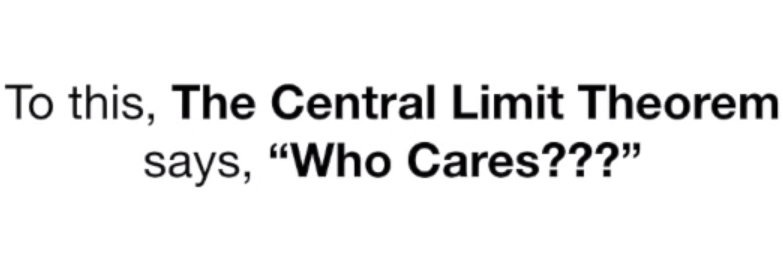 To this, The Central Limit Theorem
says, “Who Cares???”